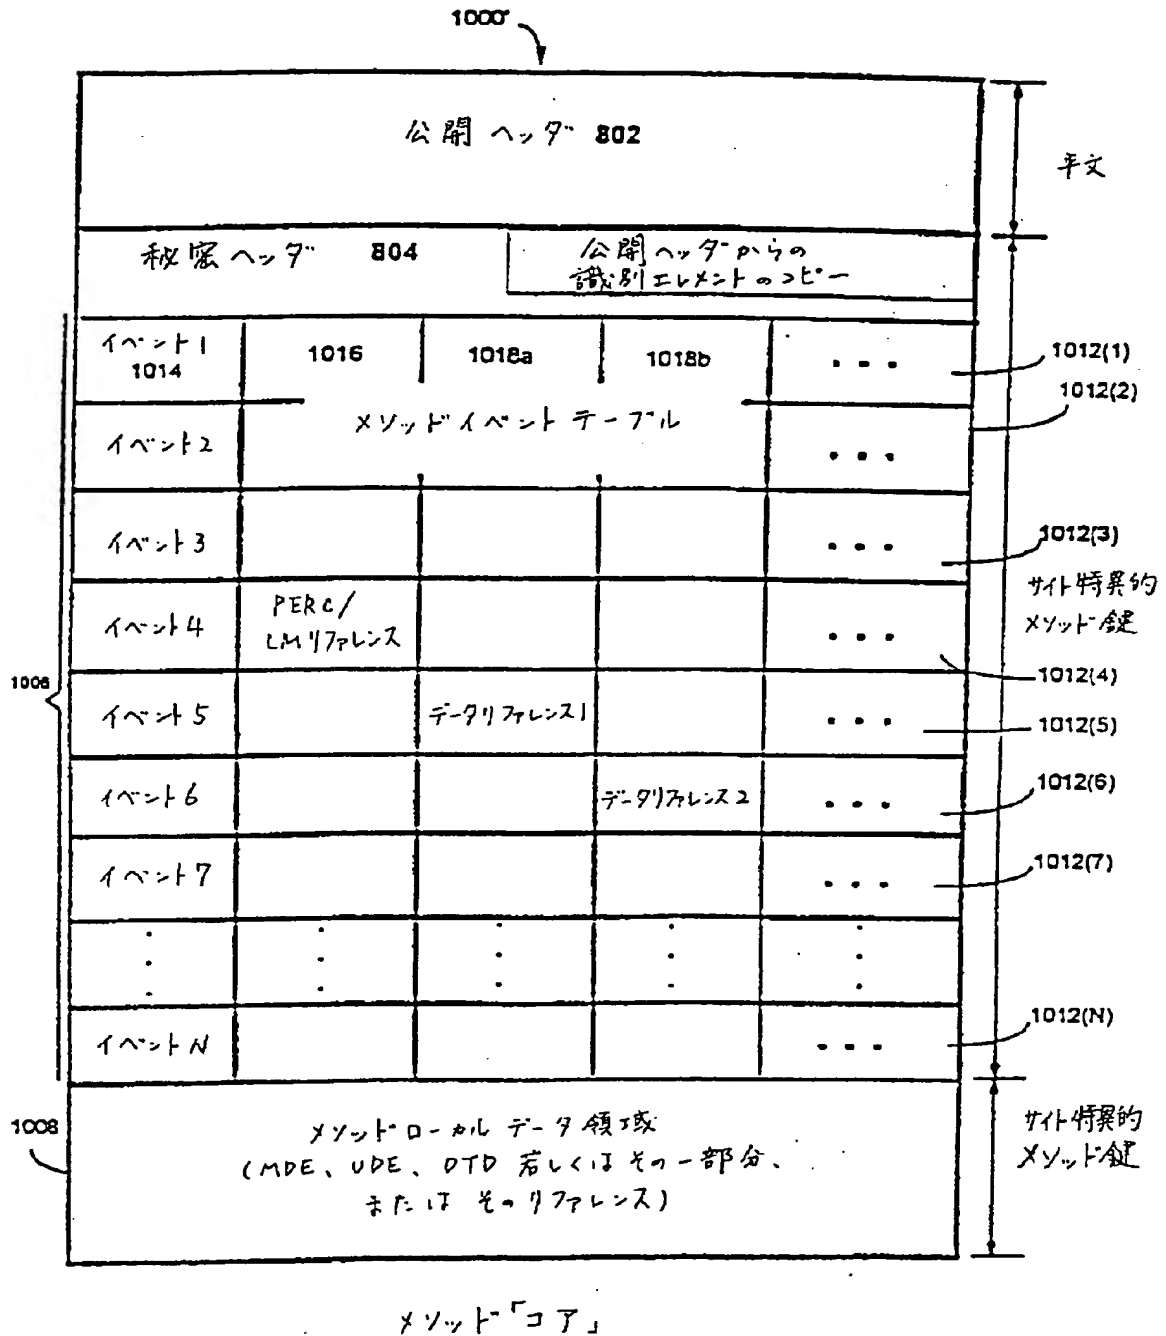 1000'
公開ヘッダ 802
平文
秘密ヘッダ 804
公開ヘッダからの
識別エレメントのコピー
イベント1
1014
1016
1018a
1018b
...
1012(1)
1012(2)
メソッドイベントテーブル
イベント2
...
イベント3
...
1012(3)
サイト特異的
メソッド鍵
イベント4
PERC/
LMリファレンス
...
1012(4)
1006
イベント5
データリファレンス1
...
1012(5)
イベント6
データリファレンス2
...
1012(6)
イベント7
...
1012(7)
イベントN
...
1012(N)
1008
メソッドローカルデータ領域
(MDE、UDE、DTD 若しくはその一部分、
またはそのリファレンス)
サイト特異的
メソッド鍵
メソッド「コア」